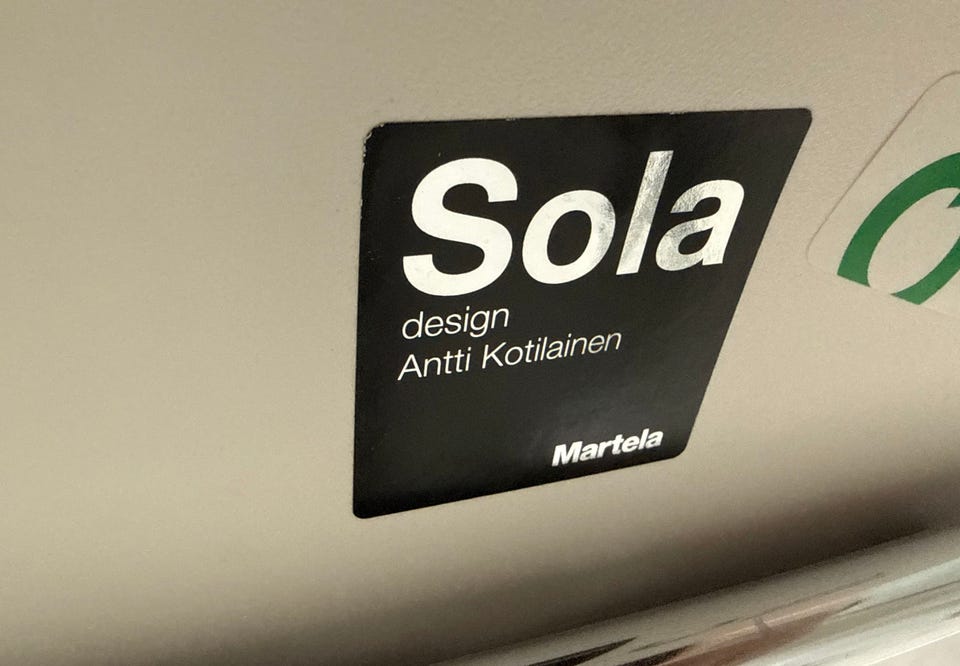 Sola
design
Antti Kotilainen
Martela